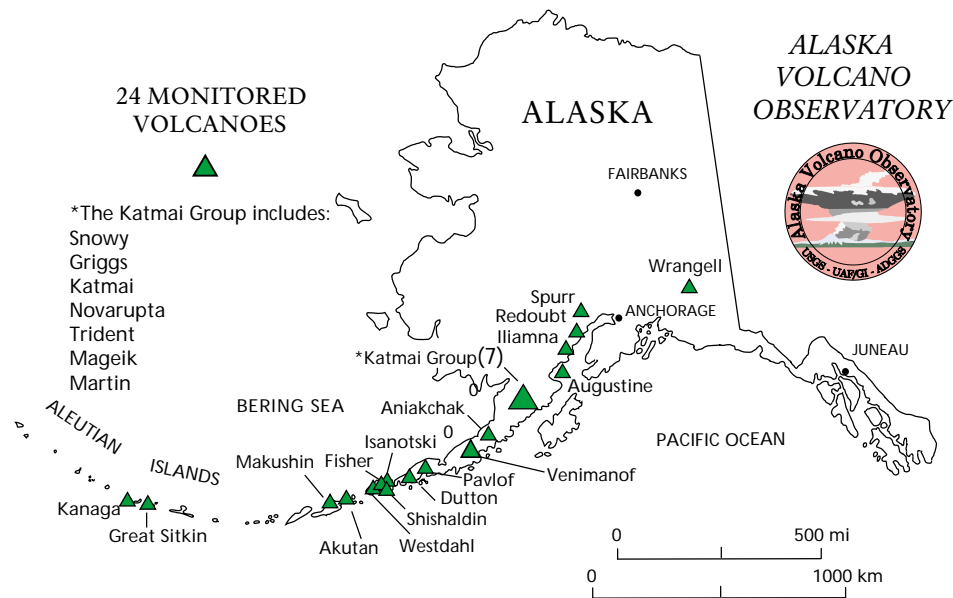 ALASKA
VOLCANO
OBSERVATORY
24 MONITORED
VOLCANOES
ALASKA
Alaska Volcano Observatory
USGS - UAF/GI - ADGGS
FAIRBANKS
*The Katmai Group includes:
Snowy
Griggs
Katmai
Novarupta
Trident
Mageik
Martin
Wrangell
Spurr
Redoubt
ANCHORAGE
Iliamna
*Katmai Group(7)
JUNEAU
Augustine
0
ALEUTIAN
ISLANDS
BERING SEA
Aniakchak
0
PACIFIC OCEAN
Isanotski
Makushin
Fisher
Venimanof
Pavlof
Dutton
Kanaga
Shishaldin
Great Sitkin
Akutan
Westdahl
0 500 mi
0 1000 km